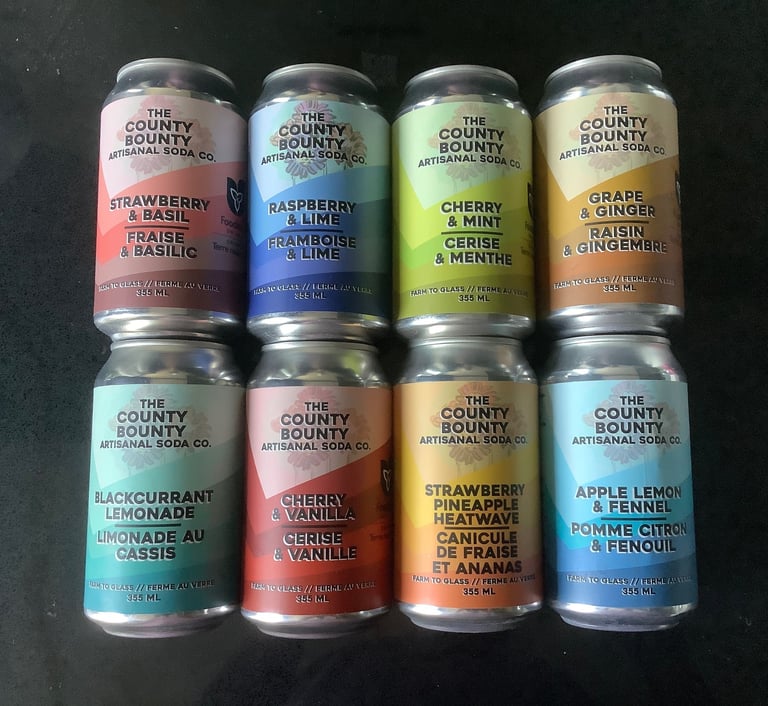 THE
COUNTY
BOUNTY
ARTISANAL SODA CO.
STRAWBERRY
& BASIL
FRAISE
& BASILIC
FARM TO GLASS // FERME AU VERRE
355 ML
THE
COUNTY
BOUNTY
ARTISANAL SODA CO.
RASPBERRY
& LIME
FRAMBOISE
& LIME
FARM TO GLASS // FERME AU VERRE
355 ML
THE
COUNTY
BOUNTY
ARTISANAL SODA CO.
CHERRY
& MINT
CERISE
& MENTHE
FARM TO GLASS // FERME AU VERRE
355 ML
THE
COUNTY
BOUNTY
ARTISANAL SODA CO.
GRAPE
& GINGER
RAISIN
& GINGEMBRE
FARM TO GLASS // FERME AU VERRE
355 ML
THE
COUNTY
BOUNTY
ARTISANAL SODA CO.
BLACKCURRANT
LEMONADE
LIMONADE AU
CASSIS
FARM TO GLASS // FERME AU VERRE
355 ML
THE
COUNTY
BOUNTY
ARTISANAL SODA CO.
CHERRY
& VANILLA
CERISE
& VANILLE
FARM TO GLASS // FERME AU VERRE
355 ML
THE
COUNTY
BOUNTY
ARTISANAL SODA CO.
STRAWBERRY
PINEAPPLE
HEATWAVE
CANICULE
DE FRAISE
ET ANANAS
FARM TO GLASS // FERME AU VERRE
355 ML
THE
COUNTY
BOUNTY
ARTISANAL SODA CO.
APPLE LEMON
& FENNEL
POMME CITRON
& FENOUIL
FARM TO GLASS // FERME AU VERRE
355 ML